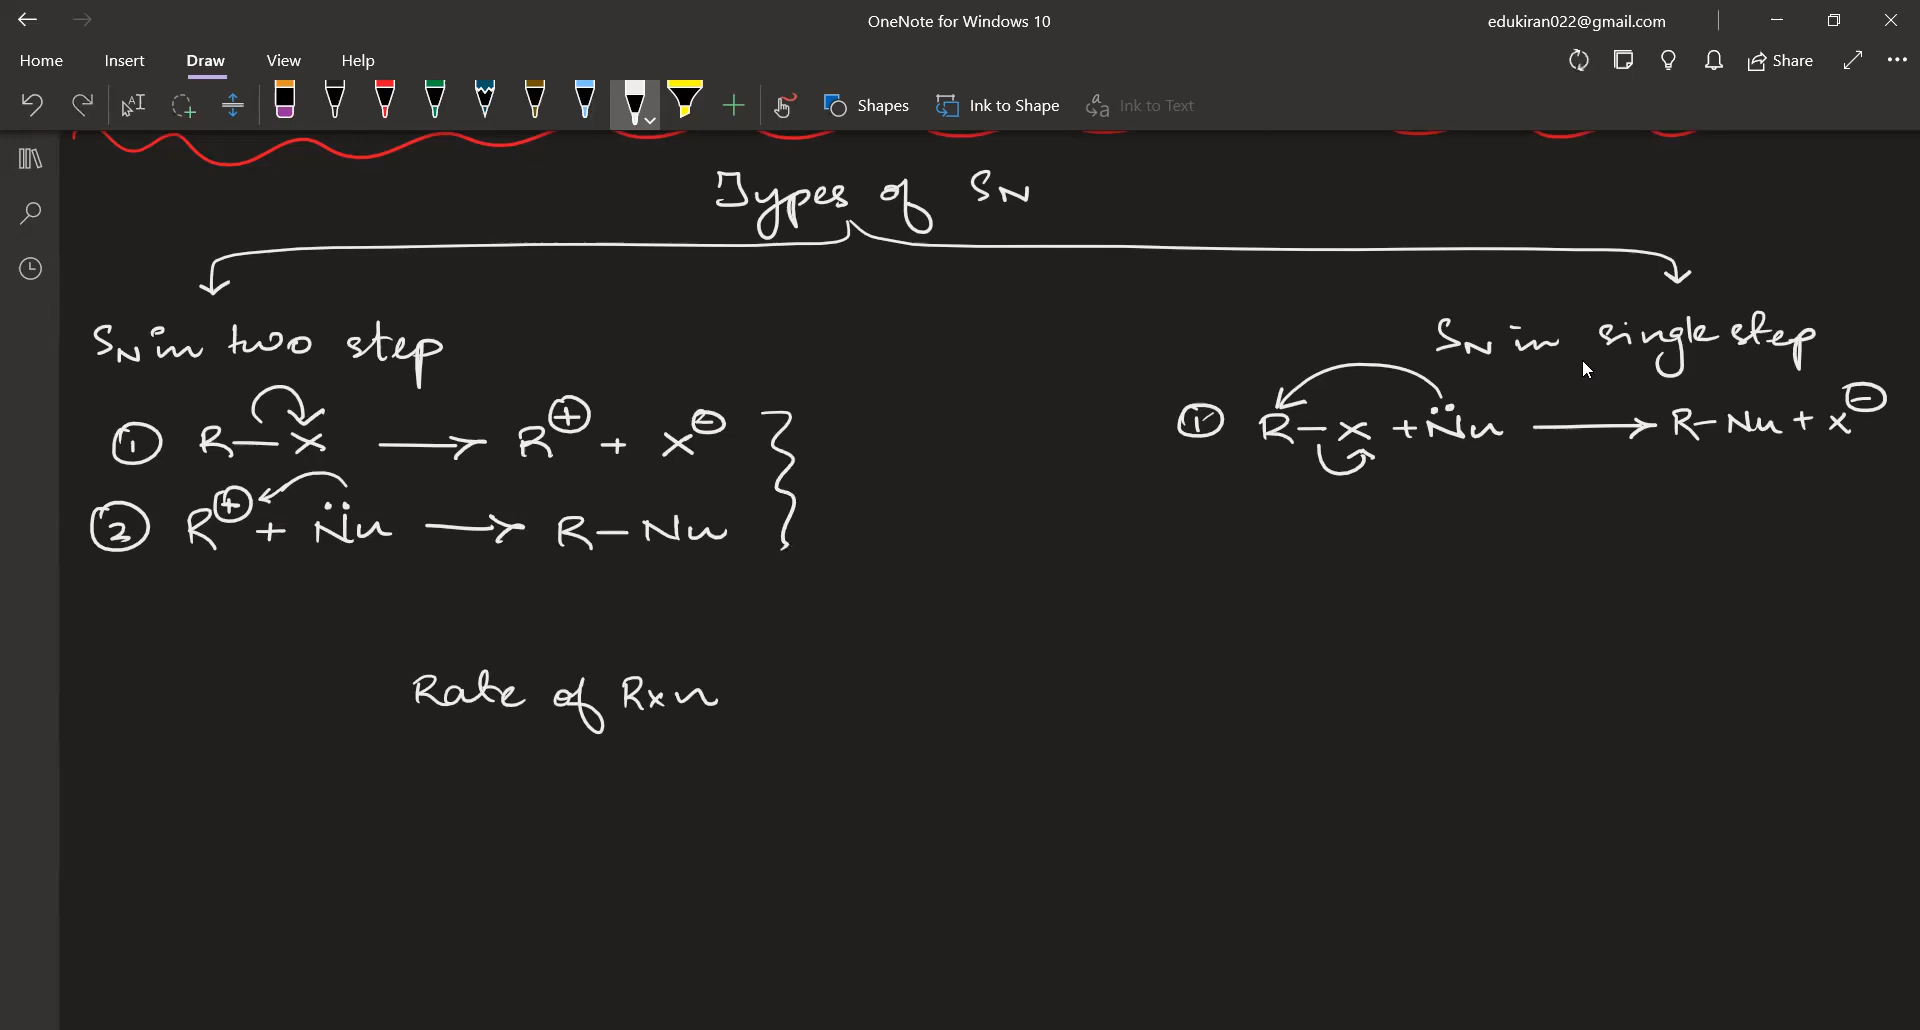 OneNote for Windows 10
edukiran022@gmail.com
Home Insert Draw View Help
Share
Shapes Ink to Shape Ink to Text
Types of SN
SN in two step
SN in single step
① R—X ⟶ R⊕ + X⊖
① R–X + N̈u ⟶ R–Nu + X⊖
② R⊕ + N̈u ⟶ R–Nu
Rate of Rxn